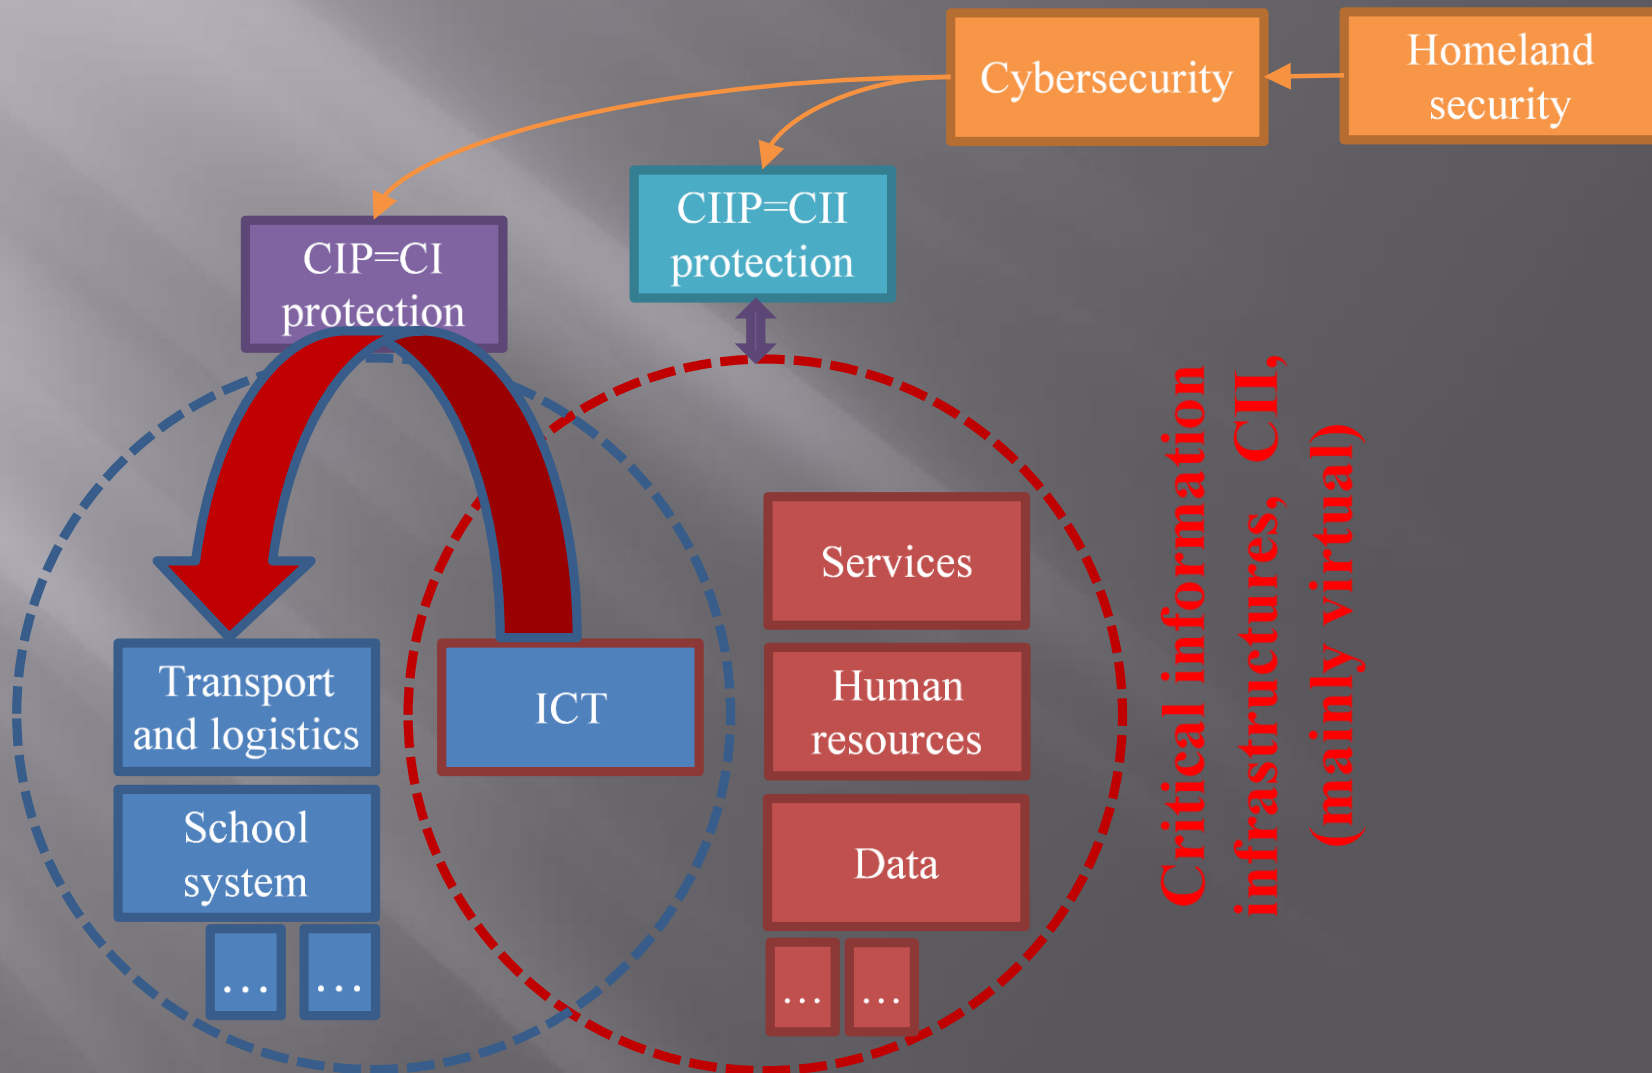 Homeland
security
Cybersecurity
CIIP=CII
protection
CIP=CI
protection
Critical information
infrastructures, CII,
(mainly virtual)
Services
Transport
and logistics
ICT
Human
resources
School
system
Data
…
…
…
…